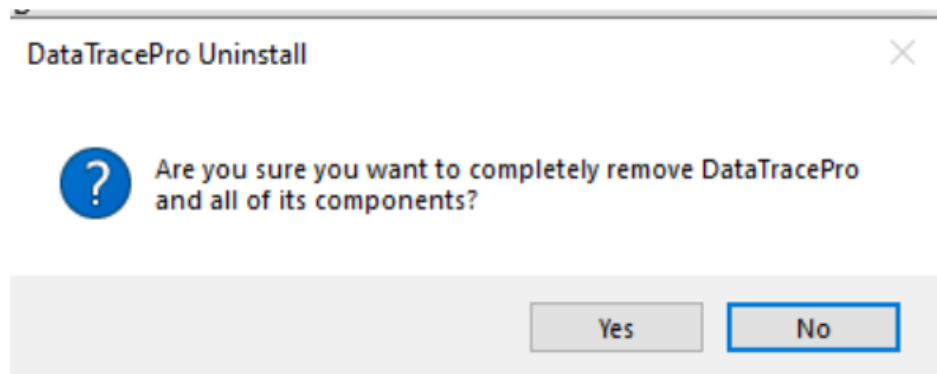 DataTracePro Uninstall
Are you sure you want to completely remove DataTracePro
and all of its components?
Yes
No